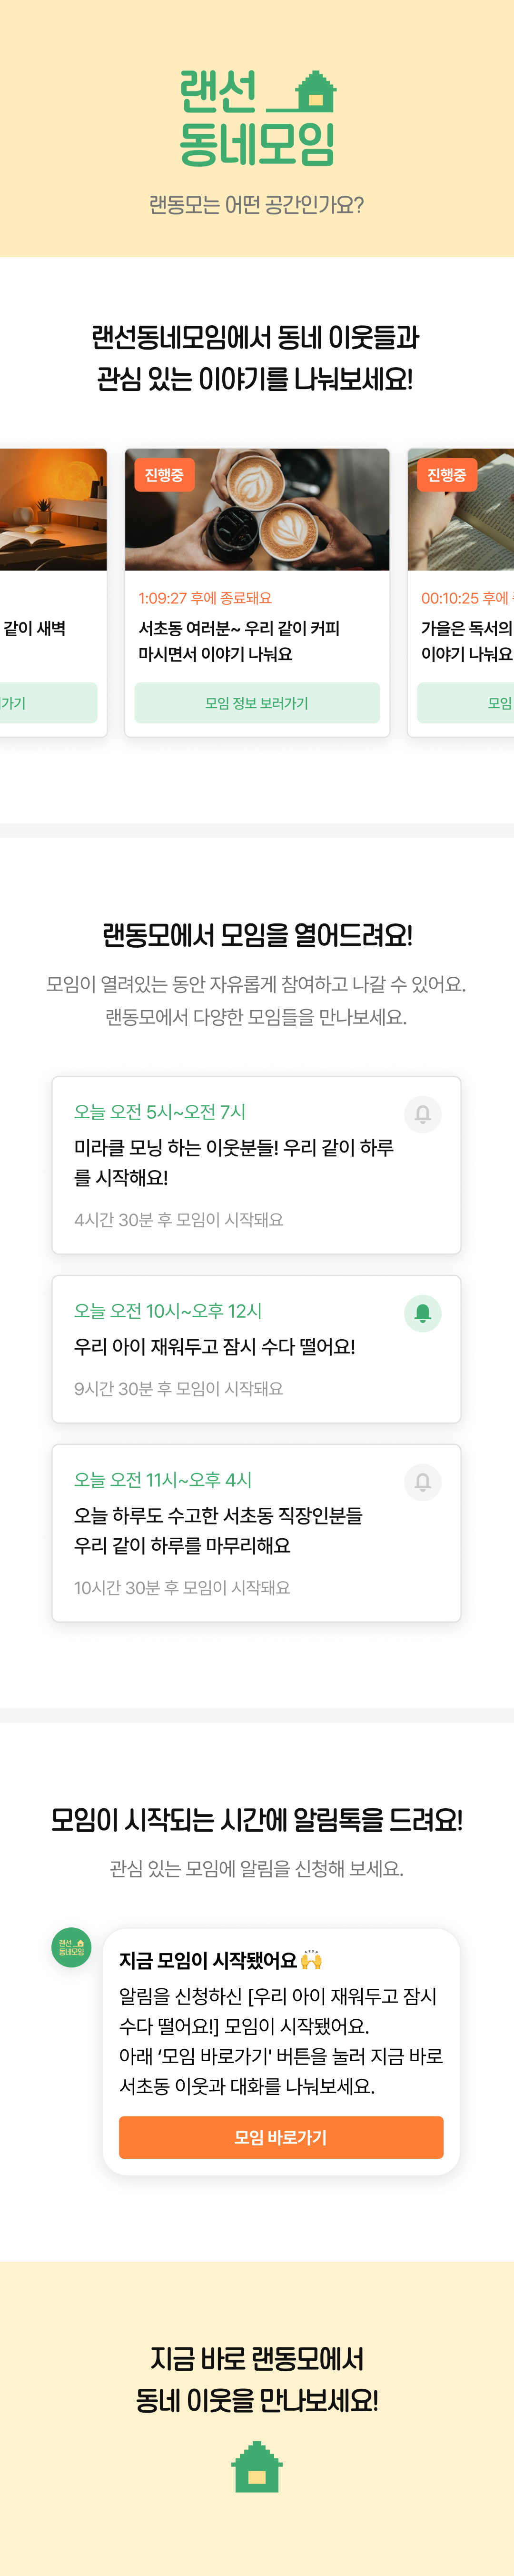 랜선
동네모임
랜동모는 어떤 공간인가요?
랜선동네모임에서 동네 이웃들과
관심 있는 이야기를 나눠보세요!
같이 새벽
가기
진행중
1:09:27 후에 종료돼요
서초동 여러분~ 우리 같이 커피
마시면서 이야기 나눠요
모임 정보 보러가기
진행중
00:10:25 후에
가을은 독서의
이야기 나눠요
모임
랜동모에서 모임을 열어드려요!
모임이 열려있는 동안 자유롭게 참여하고 나갈 수 있어요.
랜동모에서 다양한 모임들을 만나보세요.
오늘 오전 5시~오전 7시
미라클 모닝 하는 이웃분들! 우리 같이 하루
를 시작해요!
4시간 30분 후 모임이 시작돼요
오늘 오전 10시~오후 12시
우리 아이 재워두고 잠시 수다 떨어요!
9시간 30분 후 모임이 시작돼요
오늘 오전 11시~오후 4시
오늘 하루도 수고한 서초동 직장인분들
우리 같이 하루를 마무리해요
10시간 30분 후 모임이 시작돼요
모임이 시작되는 시간에 알림톡을 드려요!
관심 있는 모임에 알림을 신청해 보세요.
랜선
동네모임
지금 모임이 시작됐어요 🙌
알림을 신청하신 [우리 아이 재워두고 잠시
수다 떨어요!] 모임이 시작됐어요.
아래 ‘모임 바로가기' 버튼을 눌러 지금 바로
서초동 이웃과 대화를 나눠보세요.
모임 바로가기
지금 바로 랜동모에서
동네 이웃을 만나보세요!